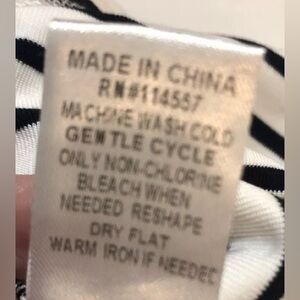 MADE IN CHINA
RN#114557
MACHINE WASH COLD
GENTLE CYCLE
ONLY NON-CHLORINE
BLEACH WHEN
NEEDED RESHAPE
DRY FLAT
WARM IRON IF NEEDED